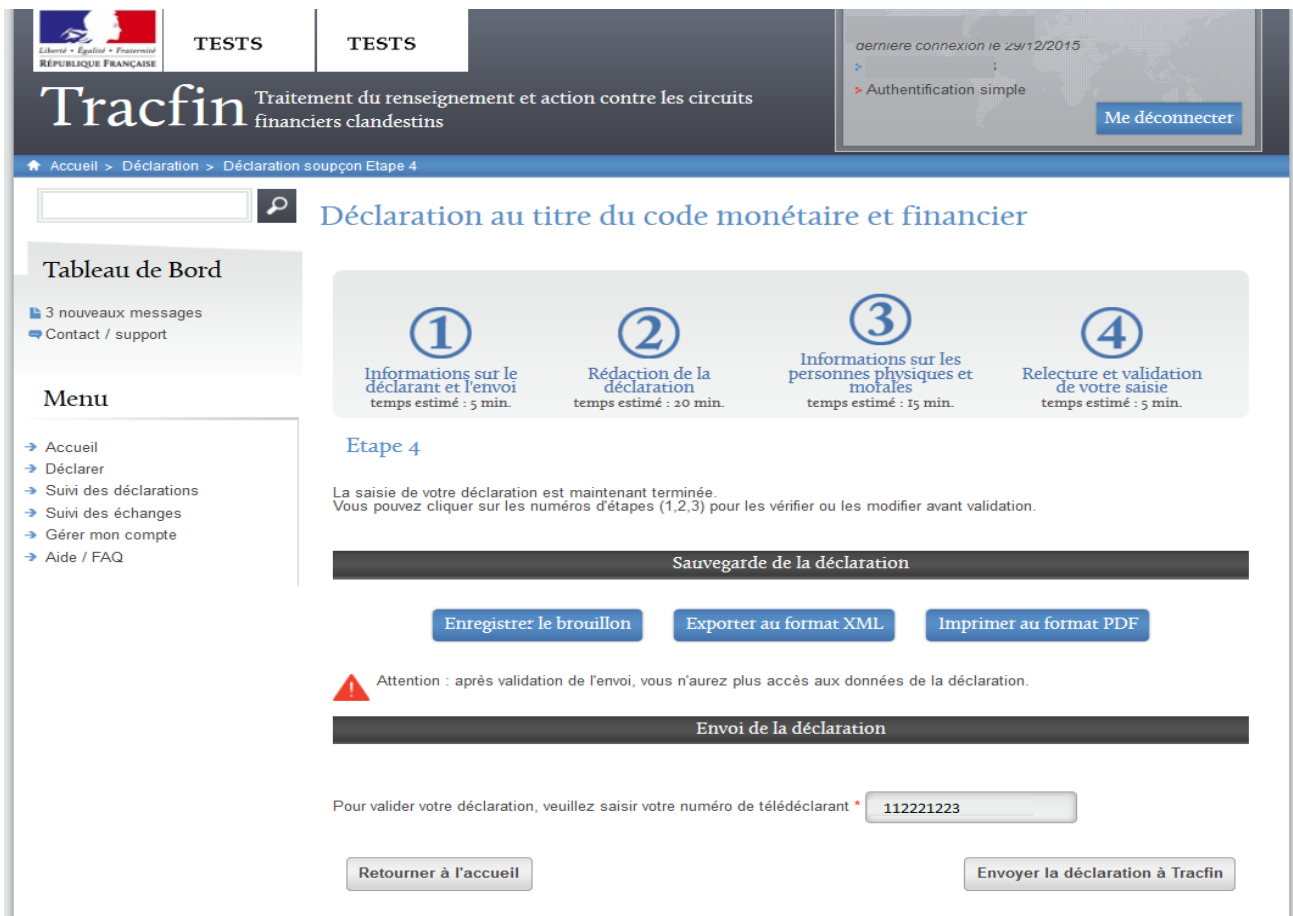 Liberté • Égalité • Fraternité
RÉPUBLIQUE FRANÇAISE
TESTS
TESTS
dernière connexion le 29/12/2015
Tracfin
Traitement du renseignement et action contre les circuits
financiers clandestins
> Authentification simple
Me déconnecter
Accueil > Déclaration > Déclaration soupçon Etape 4
Déclaration au titre du code monétaire et financier
Tableau de Bord
3 nouveaux messages
Contact / support
Menu
Accueil
Déclarer
Suivi des déclarations
Suivi des échanges
Gérer mon compte
Aide / FAQ
1
Informations sur le
déclarant et l'envoi
temps estimé : 5 min.
2
Rédaction de la
déclaration
temps estimé : 20 min.
3
Informations sur les
personnes physiques et
morales
temps estimé : 15 min.
4
Relecture et validation
de votre saisie
temps estimé : 5 min.
Etape 4
La saisie de votre déclaration est maintenant terminée.
Vous pouvez cliquer sur les numéros d'étapes (1,2,3) pour les vérifier ou les modifier avant validation.
Sauvegarde de la déclaration
Enregistrer le brouillon
Exporter au format XML
Imprimer au format PDF
Attention : après validation de l'envoi, vous n'aurez plus accès aux données de la déclaration.
Envoi de la déclaration
Pour valider votre déclaration, veuillez saisir votre numéro de télédéclarant * 112221223
Retourner à l'accueil
Envoyer la déclaration à Tracfin